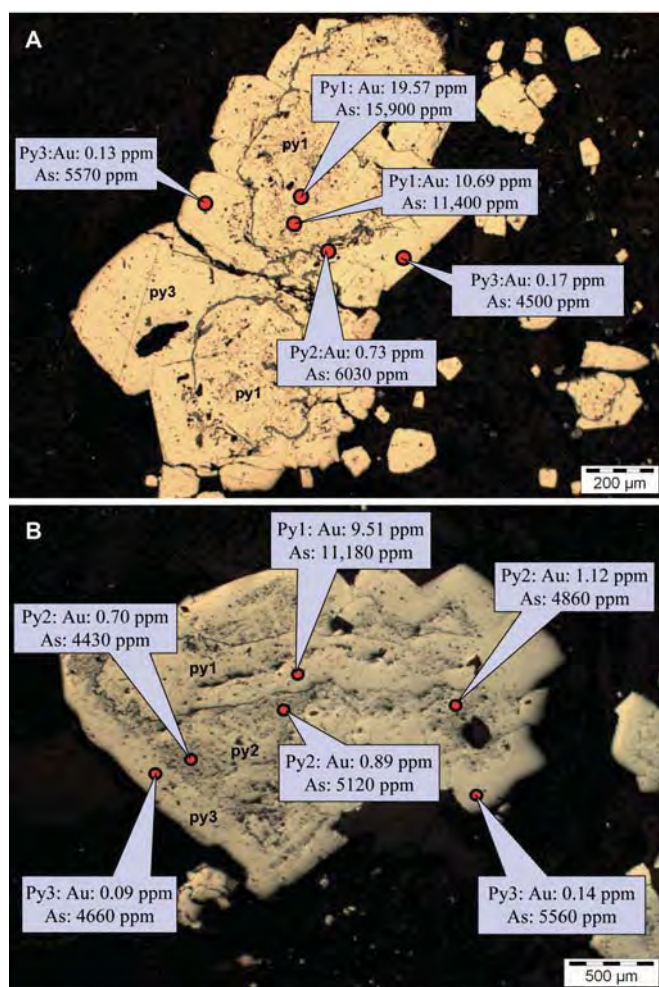 A
Py1: Au: 19.57 ppm
As: 15,900 ppm
py1
Py3:Au: 0.13 ppm
As: 5570 ppm
Py1:Au: 10.69 ppm
As: 11,400 ppm
py3
Py3:Au: 0.17 ppm
As: 4500 ppm
Py2:Au: 0.73 ppm
As: 6030 ppm
py1
200 µm
B
Py1: Au: 9.51 ppm
As: 11,180 ppm
Py2: Au: 1.12 ppm
As: 4860 ppm
Py2: Au: 0.70 ppm
As: 4430 ppm
py1
py2
Py2: Au: 0.89 ppm
As: 5120 ppm
py3
Py3: Au: 0.09 ppm
As: 4660 ppm
Py3: Au: 0.14 ppm
As: 5560 ppm
500 µm